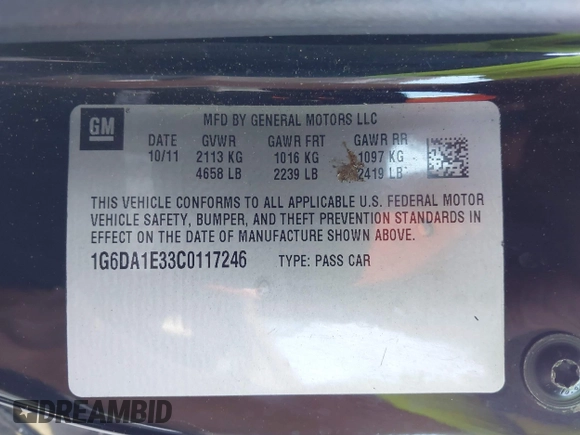 GM
MFD BY GENERAL MOTORS LLC
DATE GVWR GAWR FRT GAWR RR
10/11 2113 KG 1016 KG 1097 KG
4658 LB 2239 LB 2419 LB
THIS VEHICLE CONFORMS TO ALL APPLICABLE U.S. FEDERAL MOTOR
VEHICLE SAFETY, BUMPER, AND THEFT PREVENTION STANDARDS IN
EFFECT ON THE DATE OF MANUFACTURE SHOWN ABOVE.
1G6DA1E33C0117246 TYPE: PASS CAR
DREAMBID